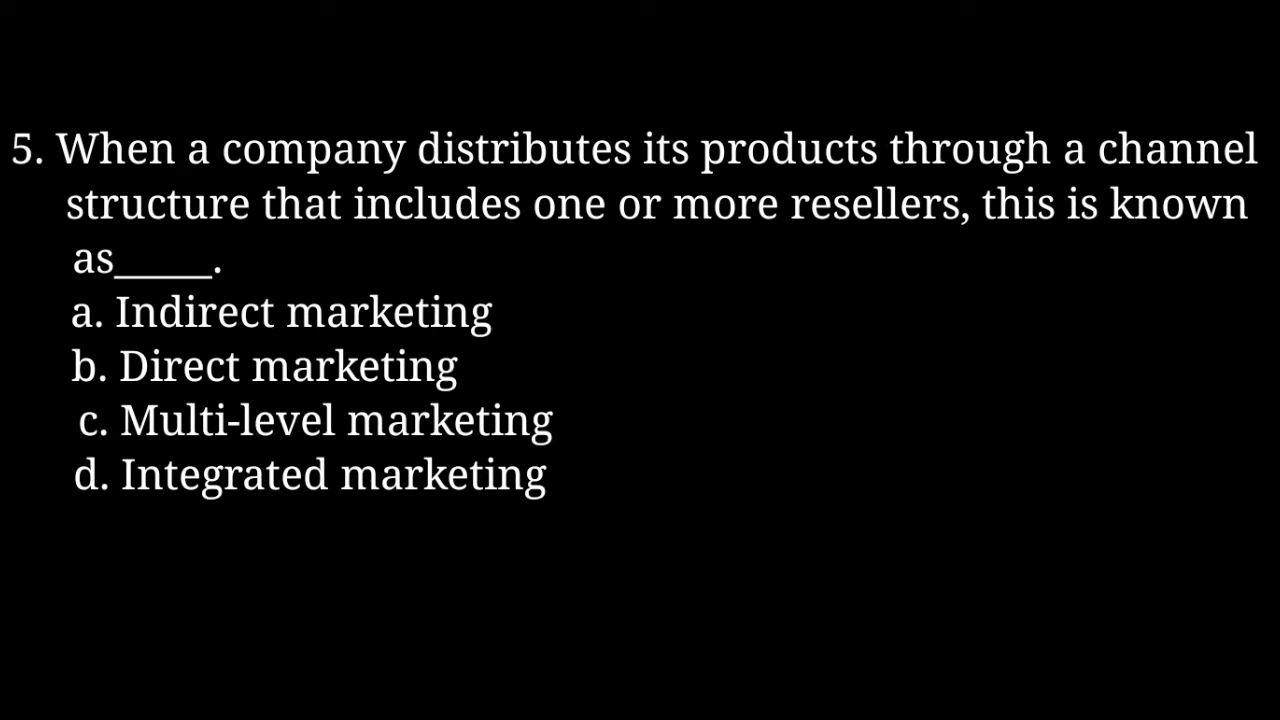 5. When a company distributes its products through a channel
structure that includes one or more resellers, this is known
as_____.
a. Indirect marketing
b. Direct marketing
c. Multi-level marketing
d. Integrated marketing